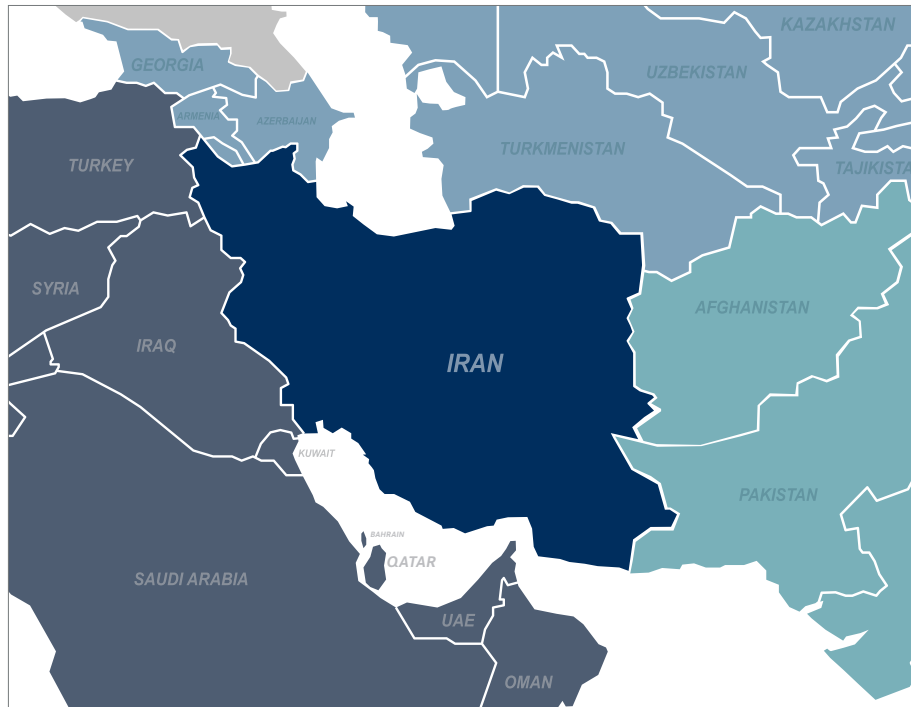 KAZAKHSTAN
GEORGIA
UZBEKISTAN
ARMENIA
AZERBAIJAN
TURKMENISTAN
TURKEY
TAJIKISTA
SYRIA
AFGHANISTAN
IRAQ
IRAN
KUWAIT
PAKISTAN
BAHRAIN
QATAR
SAUDI ARABIA
UAE
OMAN